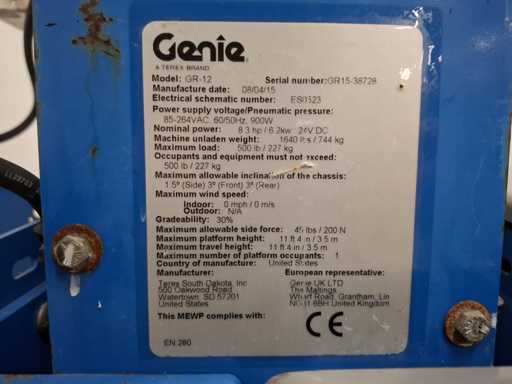 Genie
A TEREX BRAND
Model: GR-12 Serial number: GR15-38728
Manufacture date: 08/04/15
Electrical schematic number: ES0523
Power supply voltage/Pneumatic pressure:
85-264VAC, 60/50Hz, 900W
Nominal power: 8.3 hp / 6.2kw , 24V DC
Machine unladen weight: 1640 lbs / 744 kg
Maximum load: 500 lb / 227 kg
Occupants and equipment must not exceed:
500 lb / 227 kg
Maximum allowable inclination of the chassis:
1.5º (Side) 3º (Front) 3º (Rear)
Maximum wind speed:
Indoor: 0 mph / 0 m/s
Outdoor: N/A
Gradeability: 30%
Maximum allowable side force: 45 lbs / 200 N
Maximum platform height: 11 ft 4 in / 3.5 m
Maximum travel height: 11 ft 4 in / 3.5 m
Maximum number of platform occupants: 1
Country of manufacture: United States
Manufacturer: European representative:
Terex South Dakota, Inc Genie UK LTD
500 Oakwood Road The Maltings
Watertown, SD 57201 Wharf Road, Grantham, Lin
United States 6BH United Kingdom
This MEWP complies with: CE
EN 280